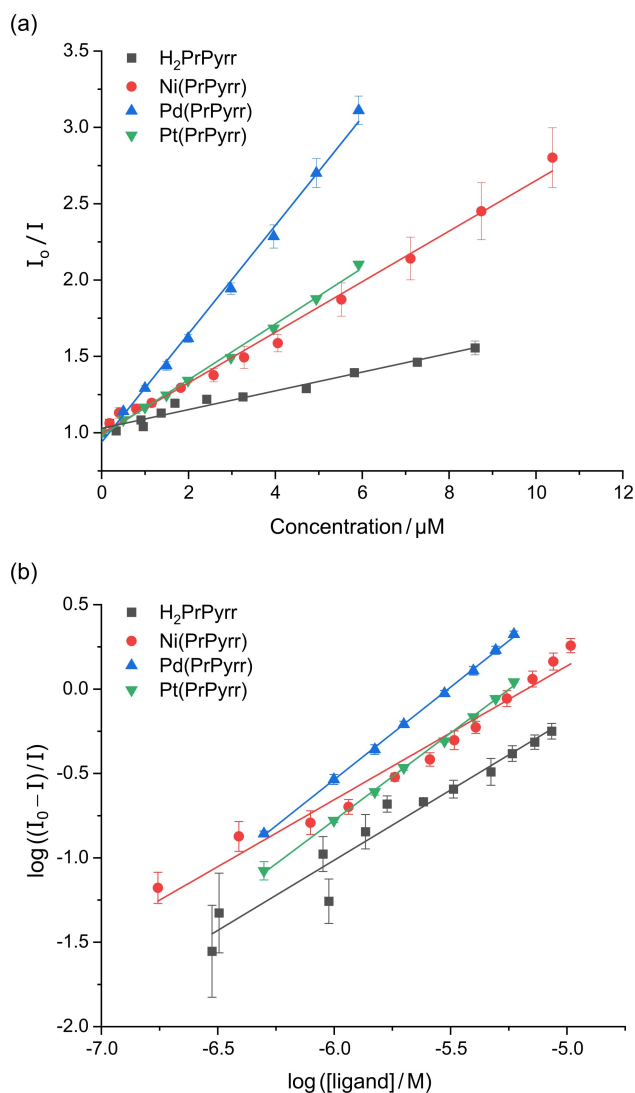 (a)
H₂PrPyrr
Ni(PrPyrr)
Pd(PrPyrr)
Pt(PrPyrr)
3.5
3.0
2.5
2.0
1.5
1.0
I₀ / I
0 2 4 6 8 10 12
Concentration / μM
(b)
H₂PrPyrr
Ni(PrPyrr)
Pd(PrPyrr)
Pt(PrPyrr)
0.5
0.0
-0.5
-1.0
-1.5
-2.0
log ((I₀ – I) / I)
-7.0 -6.5 -6.0 -5.5 -5.0
log ([ligand] / M)